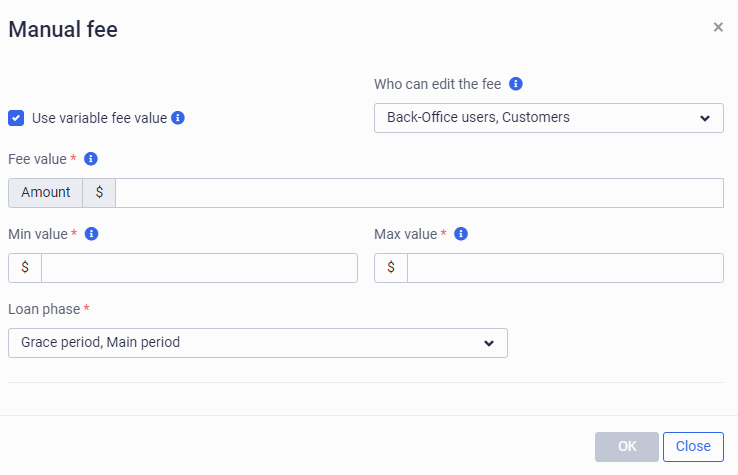 Manual fee
Who can edit the fee
Use variable fee value
Back-Office users, Customers
Fee value *
Amount $
Min value *
Max value *
$
$
Loan phase *
Grace period, Main period
OK
Close